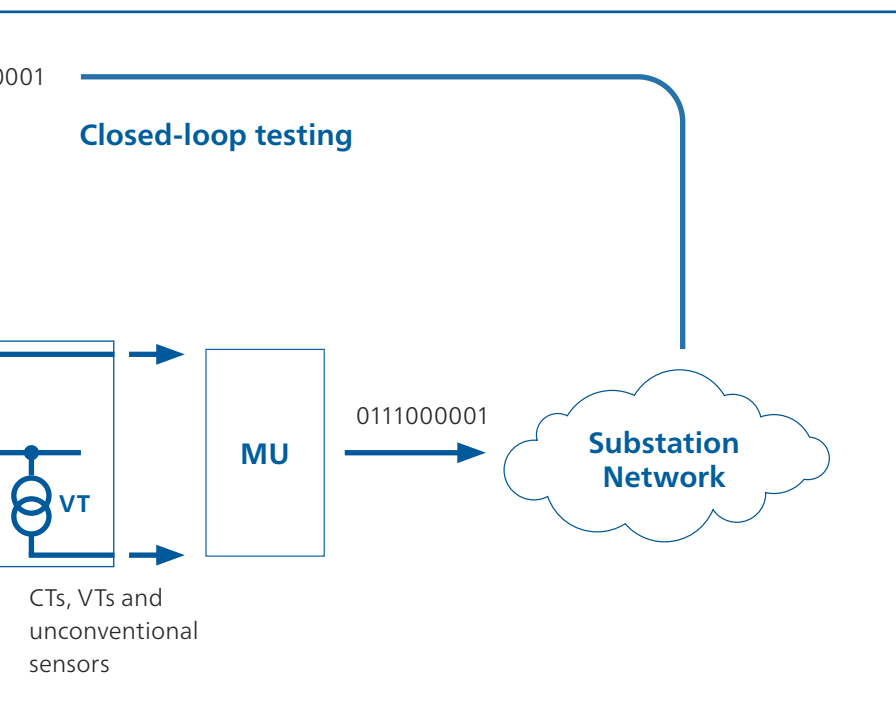 0001
Closed-loop testing
0111000001
MU
Substation
Network
VT
CTs, VTs and
unconventional
sensors